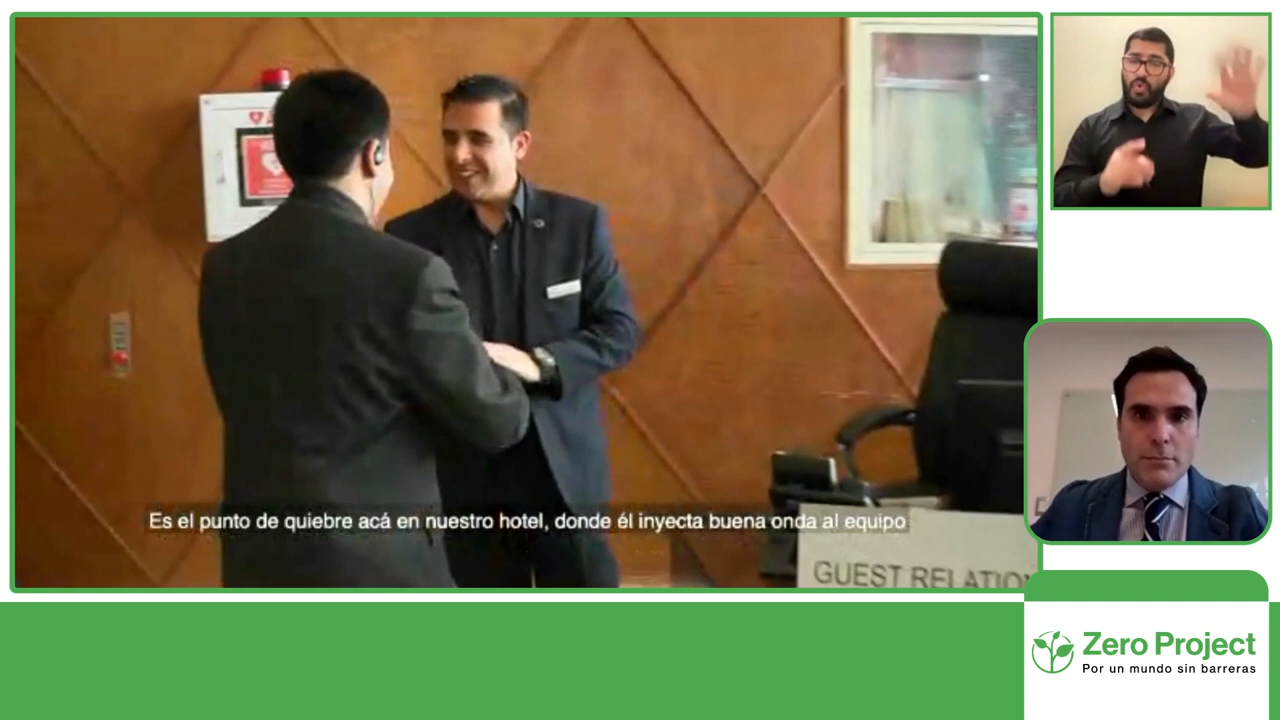 Es el punto de quiebre acá en nuestro hotel, donde él inyecta buena onda al equipo
GUEST RELATION
Zero Project
Por un mundo sin barreras